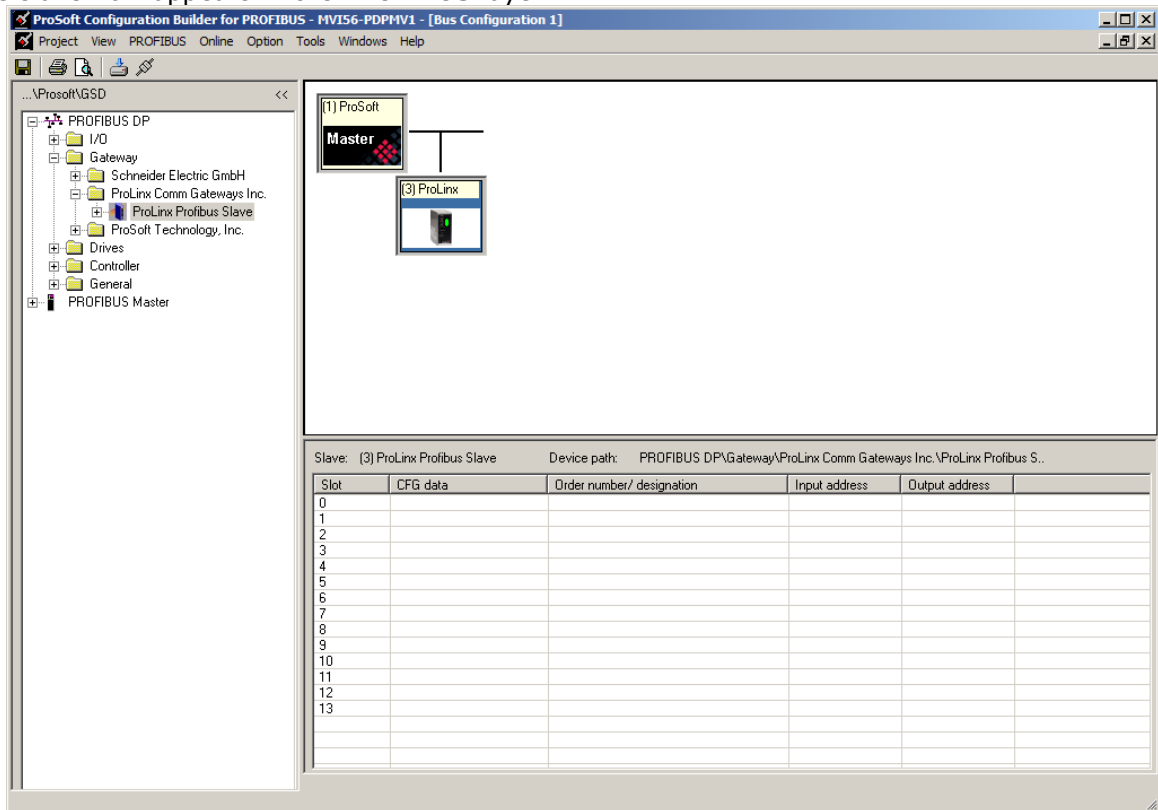 ProSoft Configuration Builder for PROFIBUS - MVI56-PDPMV1 - [Bus Configuration 1]
Project View PROFIBUS Online Option Tools Windows Help
...\Prosoft\GSD <<
PROFIBUS DP
I/O
Gateway
Schneider Electric GmbH
ProLinx Comm Gateways Inc.
ProLinx Profibus Slave
ProSoft Technology, Inc.
Drives
Controller
General
PROFIBUS Master
(1) ProSoft
Master
(3) ProLinx
Slave: (3) ProLinx Profibus Slave Device path: PROFIBUS DP\Gateway\ProLinx Comm Gateways Inc.\ProLinx Profibus S..
Slot CFG data Order number/ designation Input address Output address
0
1
2
3
4
5
6
7
8
9
10
11
12
13